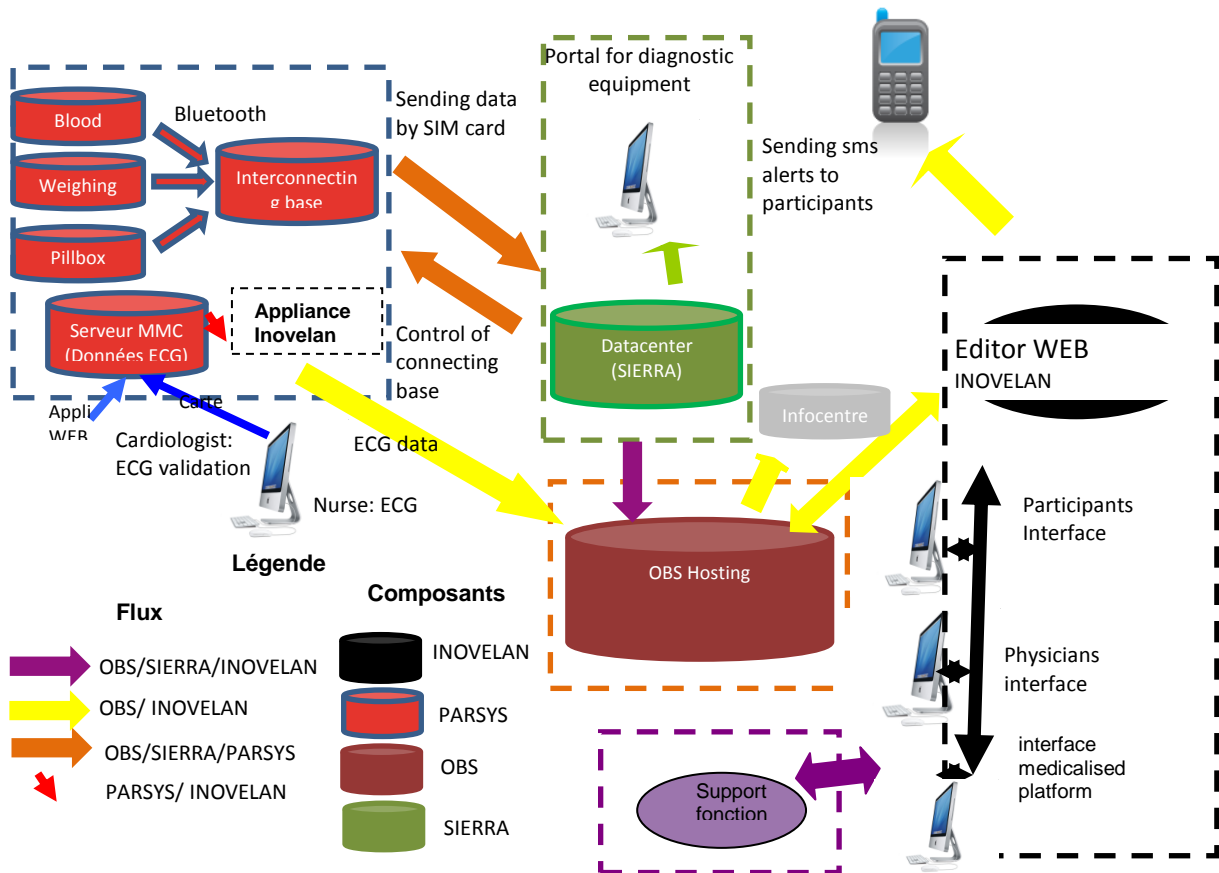 Portal for diagnostic
equipment
Blood
Weighing
Pillbox
Bluetooth
Interconnectin
g base
Sending data
by SIM card
Sending sms
alerts to
participants
Serveur MMC
(Données ECG)
Appliance
Inovelan
Control of
connecting
base
Datacenter
(SIERRA)
Infocentre
Editor WEB
INOVELAN
Appli
WEB
Carte
Cardiologist:
ECG validation
ECG data
Nurse: ECG
OBS Hosting
Participants
Interface
Physicians
interface
interface
medicalised
platform
Support
fonction
Légende
Flux
OBS/SIERRA/INOVELAN
OBS/ INOVELAN
OBS/SIERRA/PARSYS
PARSYS/ INOVELAN
Composants
INOVELAN
PARSYS
OBS
SIERRA